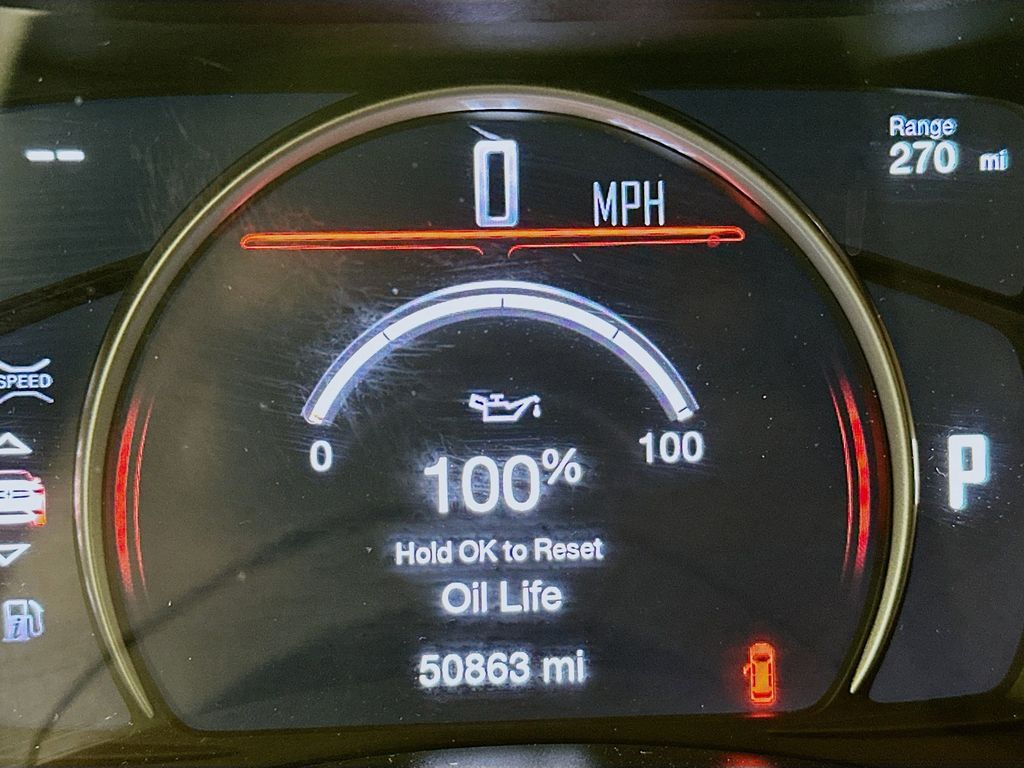 --
Range
270 mi
0 MPH
SPEED
0
100
100%
P
Hold OK to Reset
Oil Life
50863 mi
i